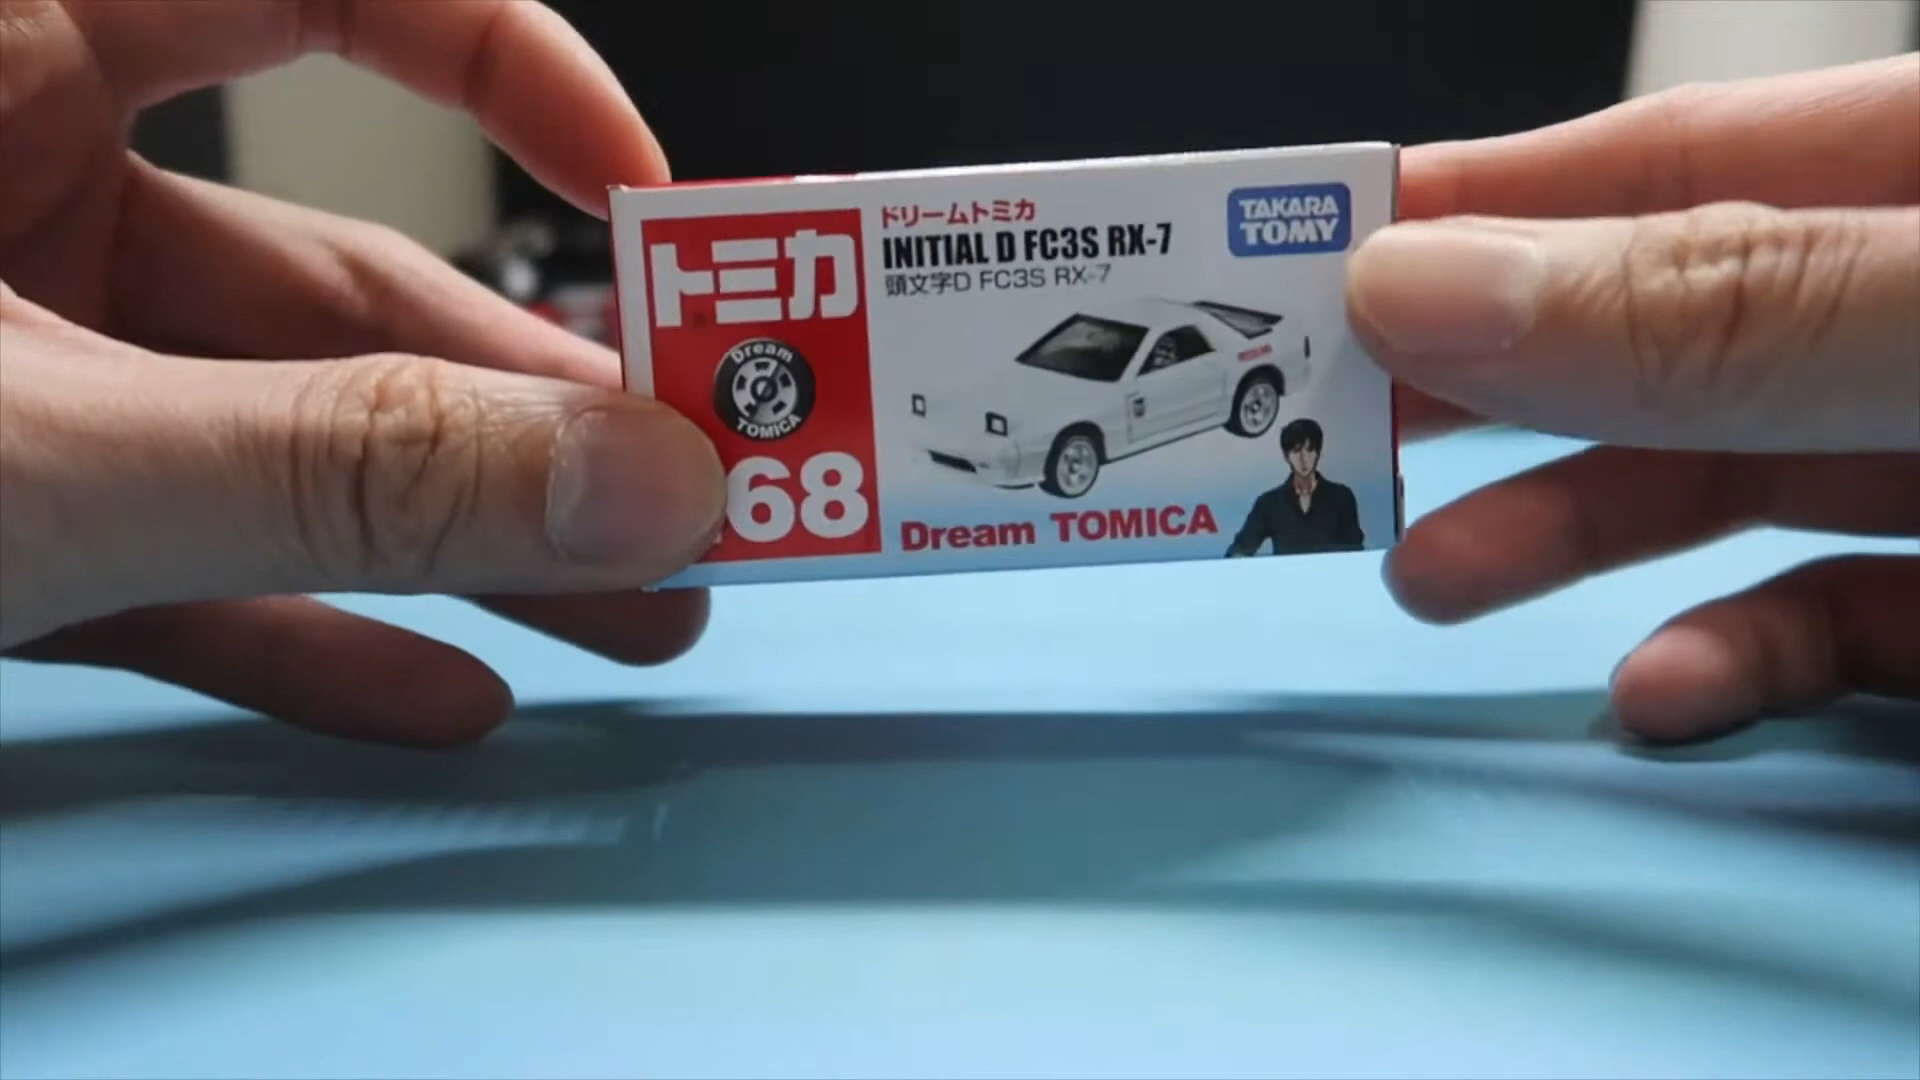 トミカ
Dream
TOMICA
68
ドリームトミカ
INITIAL D FC3S RX-7
頭文字D FC3S RX-7
TAKARA
TOMY
Dream TOMICA